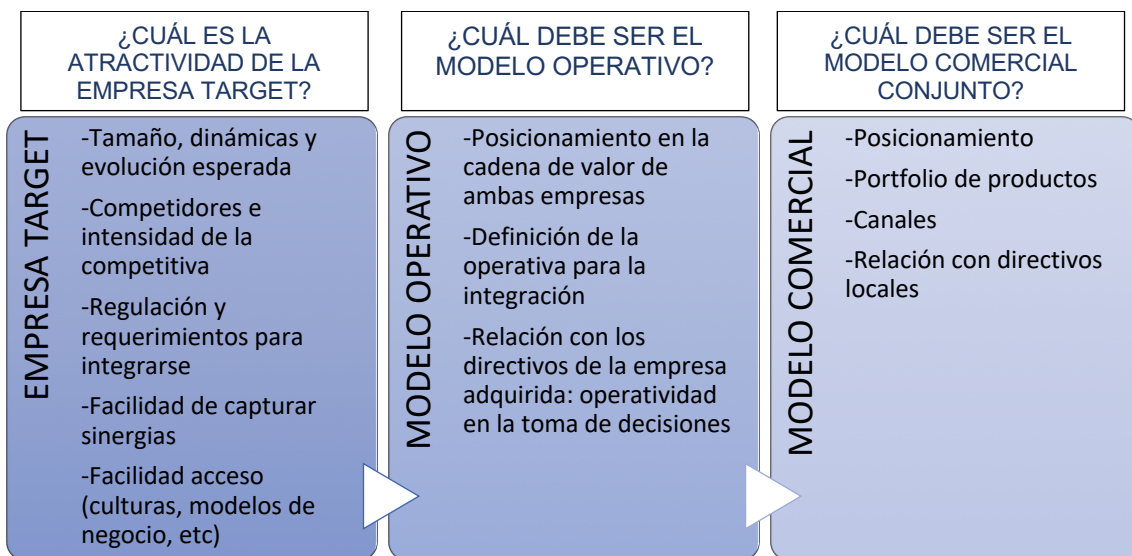 ¿CUÁL ES LA
ATRACTIVIDAD DE LA
EMPRESA TARGET?
EMPRESA TARGET
-Tamaño, dinámicas y
evolución esperada
-Competidores e
intensidad de la
competitiva
-Regulación y
requerimientos para
integrarse
-Facilidad de capturar
sinergias
-Facilidad acceso
(culturas, modelos de
negocio, etc)
¿CUÁL DEBE SER EL
MODELO OPERATIVO?
MODELO OPERATIVO
-Posicionamiento en la
cadena de valor de
ambas empresas
-Definición de la
operativa para la
integración
-Relación con los
directivos de la empresa
adquirida: operatividad
en la toma de decisiones
¿CUÁL DEBE SER EL
MODELO COMERCIAL
CONJUNTO?
MODELO COMERCIAL
-Posicionamiento
-Portfolio de productos
-Canales
-Relación con directivos
locales